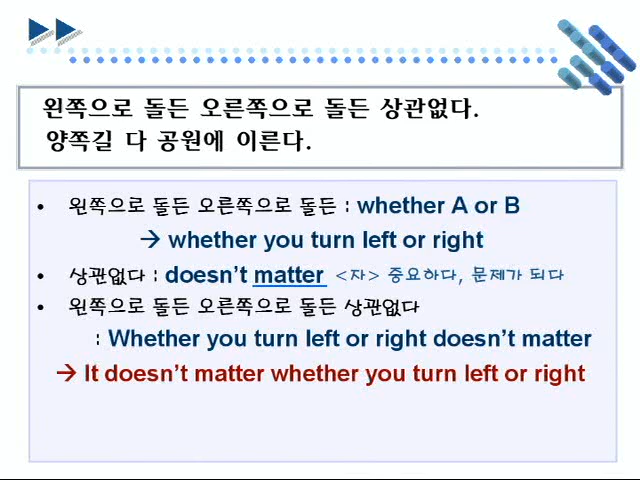 왼쪽으로 돌든 오른쪽으로 돌든 상관없다.
양쪽길 다 공원에 이른다.
• 왼쪽으로 돌든 오른쪽으로 돌든 : whether A or B
→ whether you turn left or right
• 상관없다 : doesn't matter <자> 중요하다, 문제가 되다
• 왼쪽으로 돌든 오른쪽으로 돌든 상관없다
: Whether you turn left or right doesn't matter
→ It doesn't matter whether you turn left or right